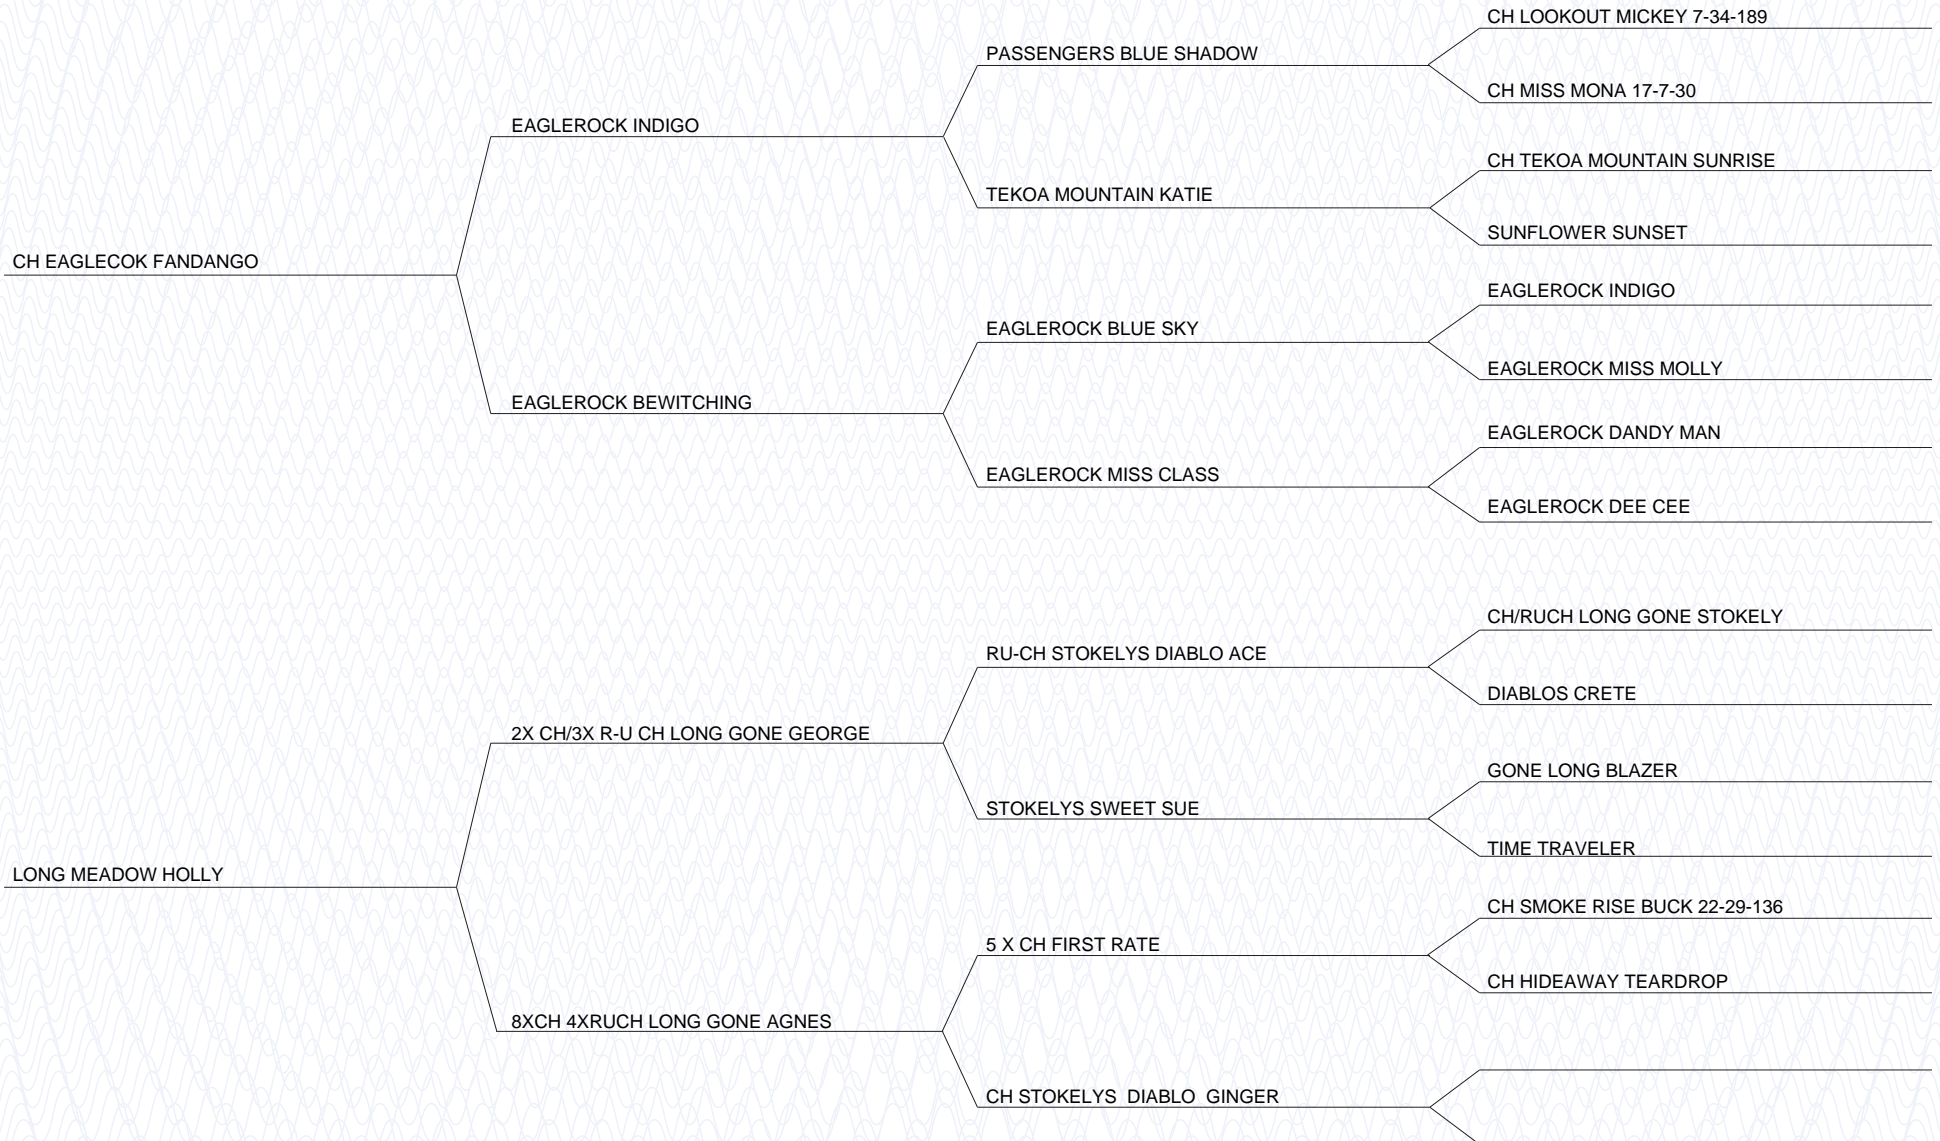 CH LOOKOUT MICKEY 7-34-189
PASSENGERS BLUE SHADOW
CH MISS MONA 17-7-30
EAGLEROCK INDIGO
CH TEKOA MOUNTAIN SUNRISE
TEKOA MOUNTAIN KATIE
SUNFLOWER SUNSET
CH EAGLECOK FANDANGO
EAGLEROCK INDIGO
EAGLEROCK BLUE SKY
EAGLEROCK MISS MOLLY
EAGLEROCK BEWITCHING
EAGLEROCK DANDY MAN
EAGLEROCK MISS CLASS
EAGLEROCK DEE CEE
CH/RUCH LONG GONE STOKELY
RU-CH STOKELYS DIABLO ACE
DIABLOS CRETE
2X CH/3X R-U CH LONG GONE GEORGE
GONE LONG BLAZER
STOKELYS SWEET SUE
TIME TRAVELER
LONG MEADOW HOLLY
CH SMOKE RISE BUCK 22-29-136
5 X CH FIRST RATE
CH HIDEAWAY TEARDROP
8XCH 4XRUCH LONG GONE AGNES
CH STOKELYS  DIABLO  GINGER